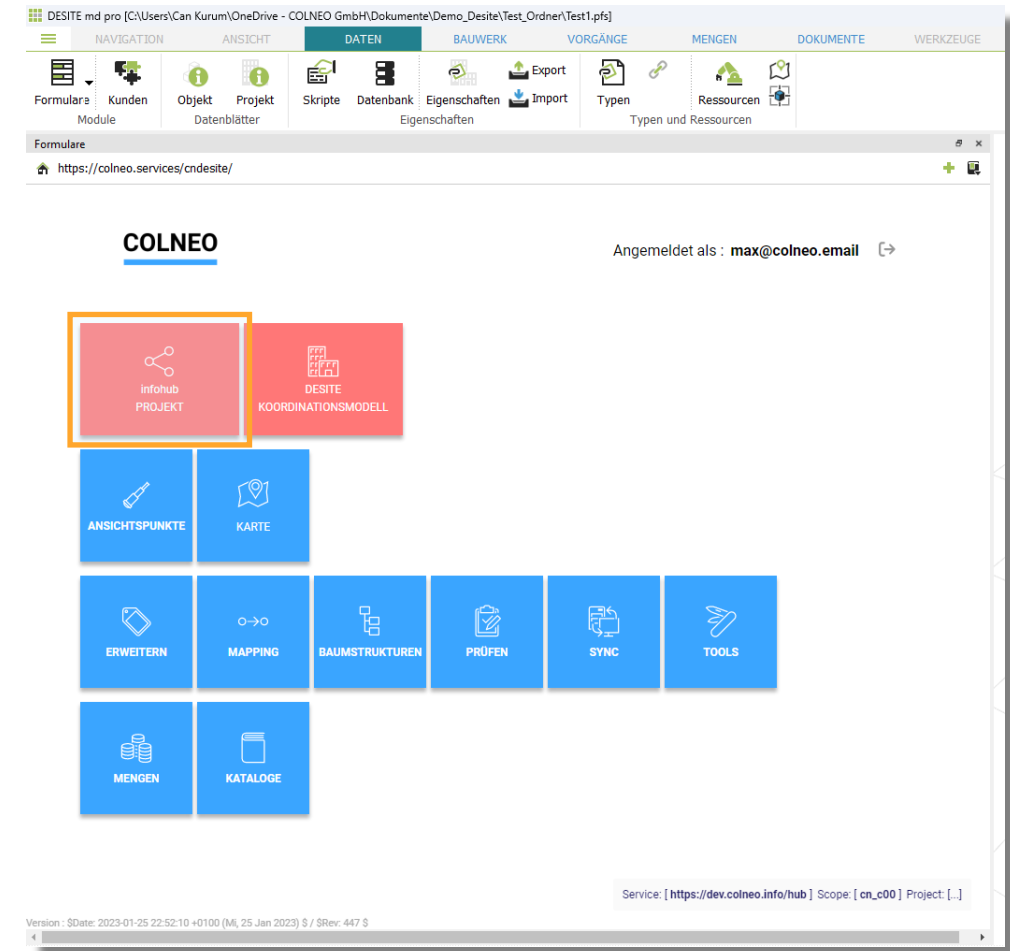 DESITE md pro [C:\Users\Can Kurum\OneDrive - COLNEO GmbH\Dokumente\Demo_Desite\Test_Ordner\Test1.pfs]
NAVIGATION ANSICHT DATEN BAUWERK VORGÄNGE MENGEN DOKUMENTE WERKZEUGE
Export
Import
Formulare Kunden Objekt Projekt Skripte Datenbank Eigenschaften Typen Ressourcen
Module Datenblätter Eigenschaften Typen und Ressourcen
Formulare
https://colneo.services/cndesite/
COLNEO
Angemeldet als : max@colneo.email
infohub
PROJEKT
DESITE
KOORDINATIONSMODELL
ANSICHTSPUNKTE KARTE
ERWEITERN MAPPING BAUMSTRUKTUREN PRÜFEN SYNC TOOLS
MENGEN KATALOGE
Service: [ https://dev.colneo.info/hub ] Scope: [ cn_c00 ] Project: [...]
Version : $Date: 2023-01-25 22:52:10 +0100 (Mi, 25 Jan 2023) $ / $Rev: 447 $